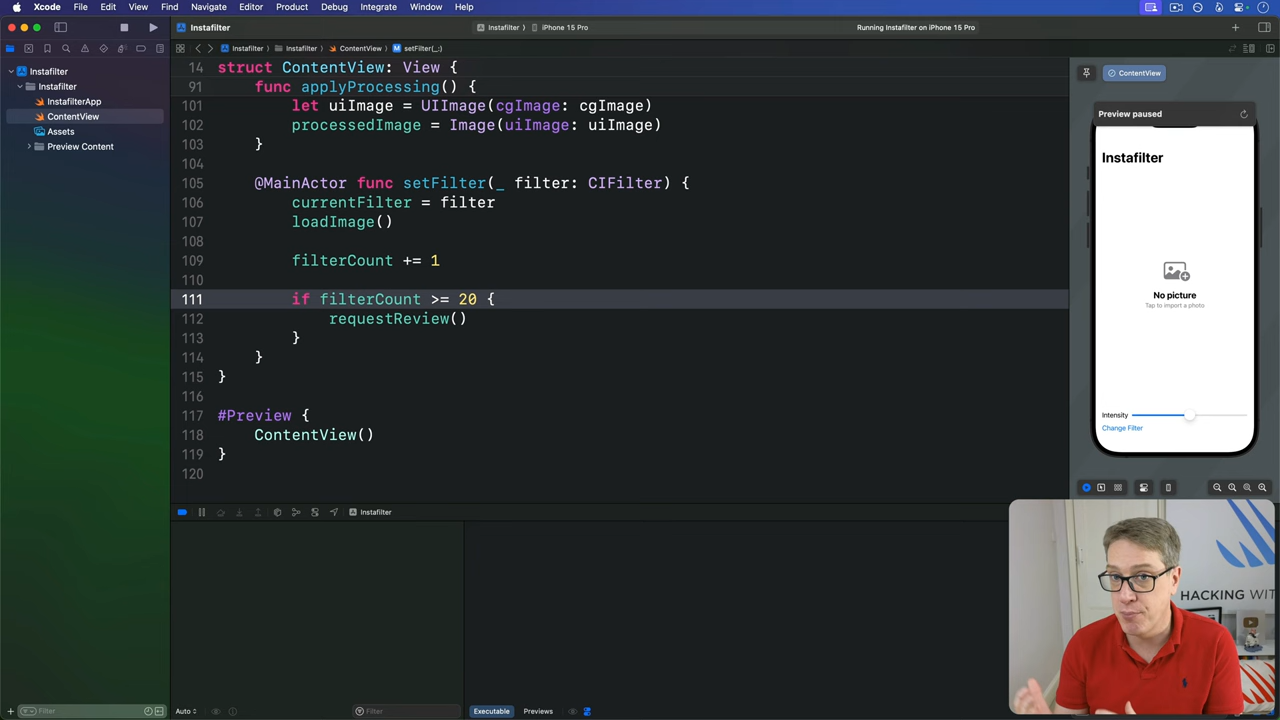 Xcode File Edit View Find Navigate Editor Product Debug Integrate Window Help
Instafilter
Instafilter iPhone 15 Pro
Running Instafilter on iPhone 15 Pro
Instafilter Instafilter ContentView M setFilter(_:)
Instafilter
Instafilter
InstafilterApp
ContentView
Assets
Preview Content
14 struct ContentView: View {
91 func applyProcessing() {
101 let uiImage = UIImage(cgImage: cgImage)
102 processedImage = Image(uiImage: uiImage)
103 }
104
105 @MainActor func setFilter(_ filter: CIFilter) {
106 currentFilter = filter
107 loadImage()
108
109 filterCount += 1
110
111 if filterCount >= 20 {
112 requestReview()
113 }
114 }
115 }
116
117 #Preview {
118 ContentView()
119 }
120
ContentView
Preview paused
Instafilter
No picture
Tap to import a photo
Intensity
Change Filter
Instafilter
HACKING WIT
Filter
Auto
Filter
Executable Previews